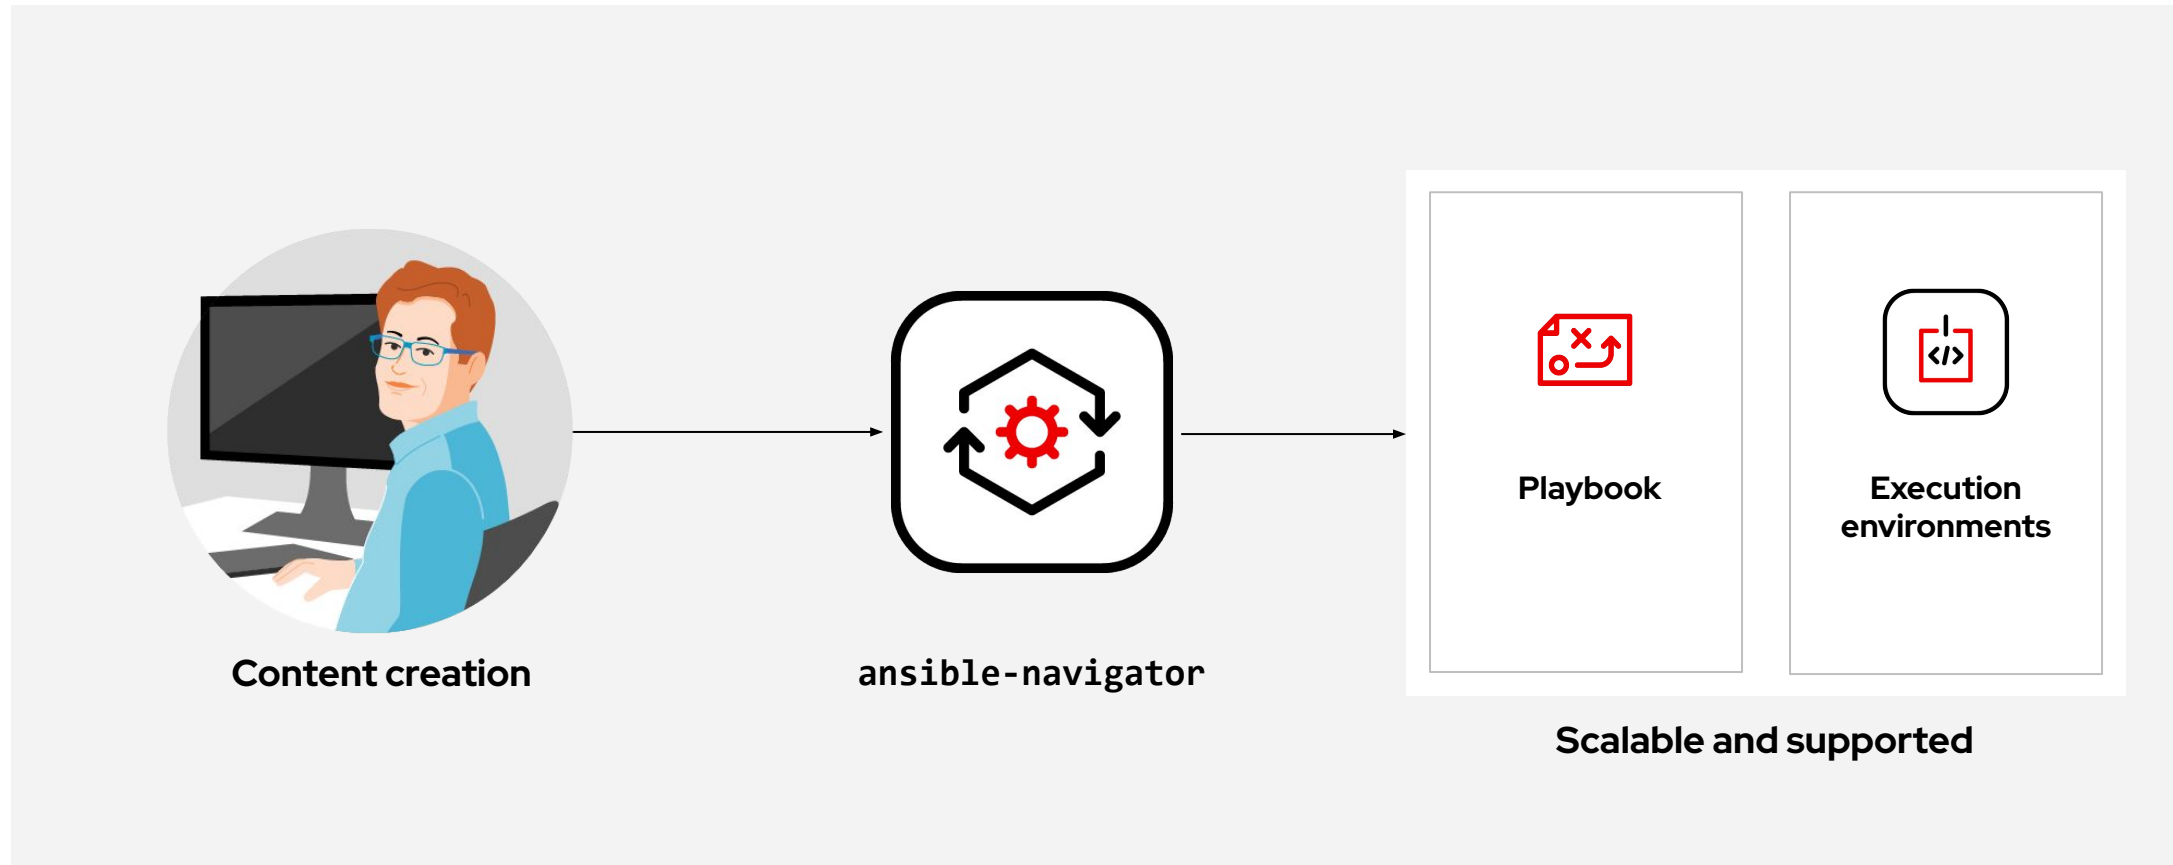 Content creation
ansible-navigator
Playbook
Execution
environments
</>
Scalable and supported